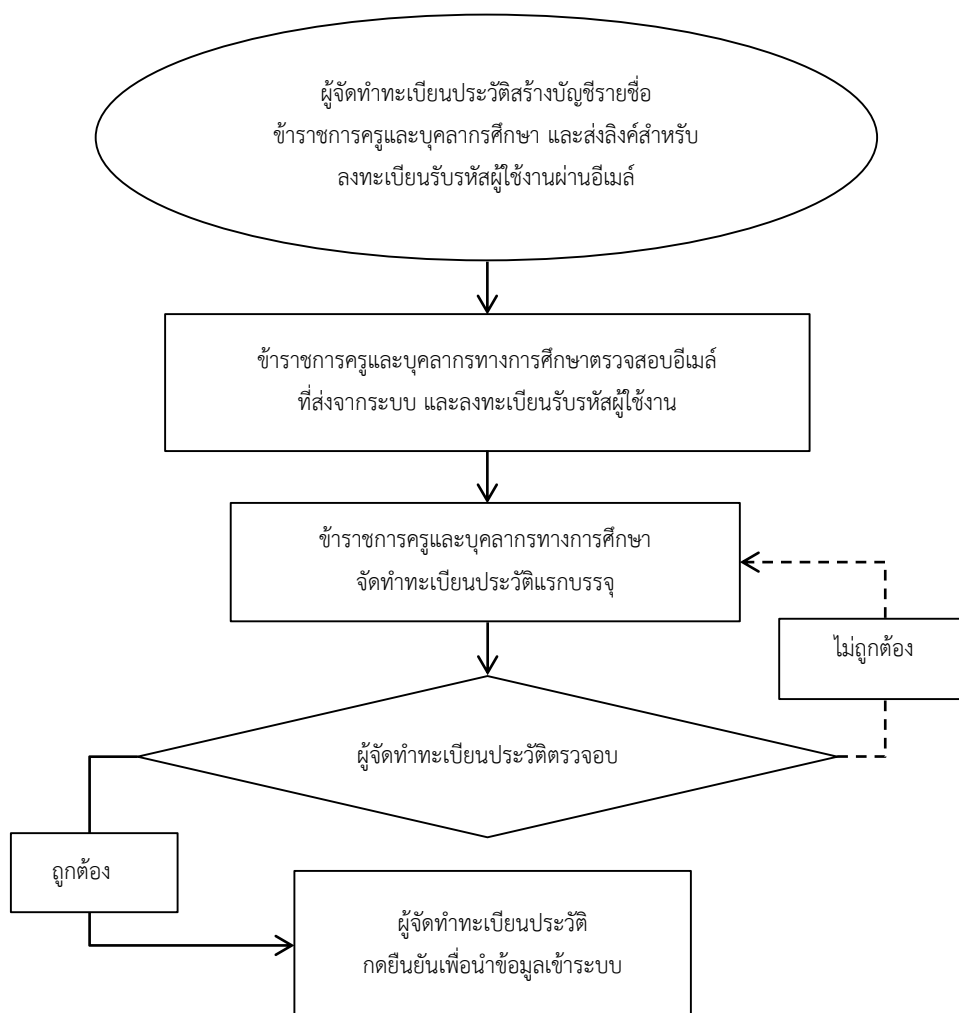 ผู้จัดทำทะเบียนประวัติสร้างบัญชีรายชื่อ
ข้าราชการครูและบุคลากรศึกษา และส่งลิงค์สำหรับ
ลงทะเบียนรับรหัสผู้ใช้งานผ่านอีเมล์
ข้าราชการครูและบุคลากรทางการศึกษาตรวจสอบอีเมล์
ที่ส่งจากระบบ และลงทะเบียนรับรหัสผู้ใช้งาน
ข้าราชการครูและบุคลากรทางการศึกษา
จัดทำทะเบียนประวัติแรกบรรจุ
ไม่ถูกต้อง
ผู้จัดทำทะเบียนประวัติตรวจอบ
ถูกต้อง
ผู้จัดทำทะเบียนประวัติ
กดยืนยันเพื่อนำข้อมูลเข้าระบบ